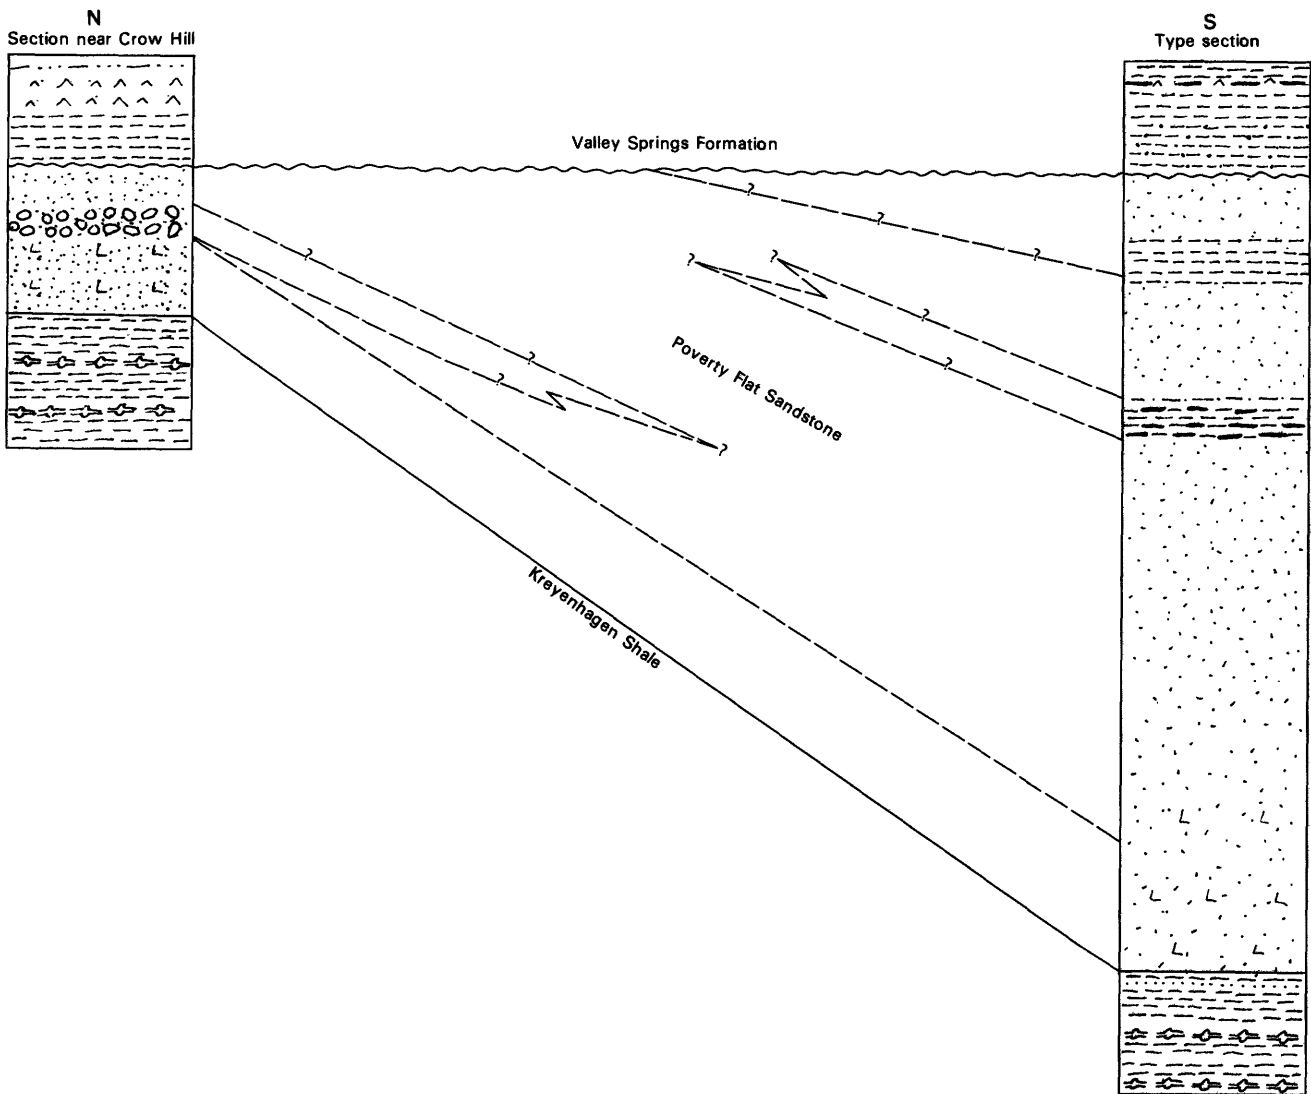 N
Section near Crow Hill
S
Type section
Valley Springs Formation
?
?
?
?
?
?
?
?
?
?
?
Poverty Flat Sandstone
Kreyenhagen Shale